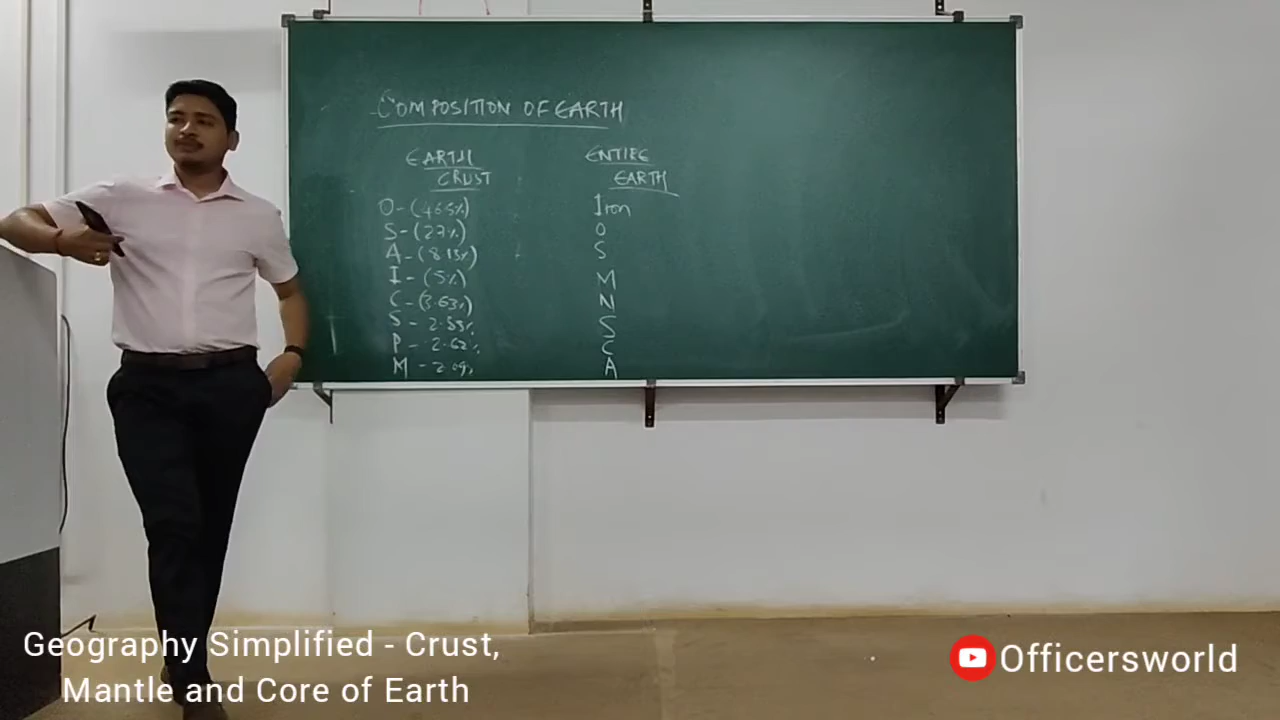 COMPOSITION OF EARTH
EARTH
CRUST
O - (46.5%)
S - (27%)
A - (8.13%)
I - (5%)
C - (3.63%)
S - 2.83%
P - 2.62%
M - 2.09%
ENTIRE
EARTH
Iron
O
S
M
N
S
C
A
Geography Simplified - Crust,
Mantle and Core of Earth
Officersworld